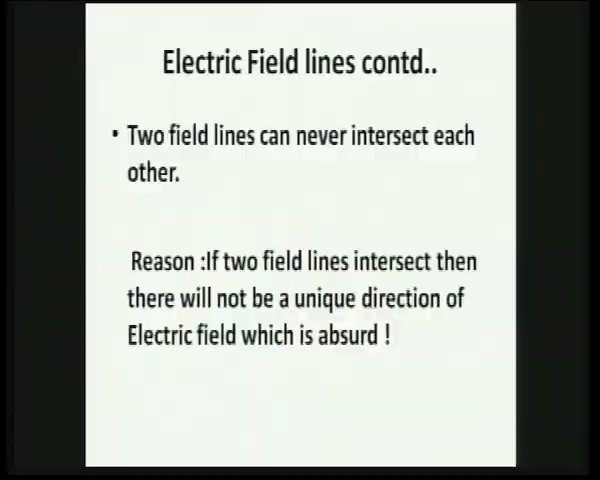 Electric Field lines contd..
• Two field lines can never intersect each
other.
Reason :If two field lines intersect then
there will not be a unique direction of
Electric field which is absurd !